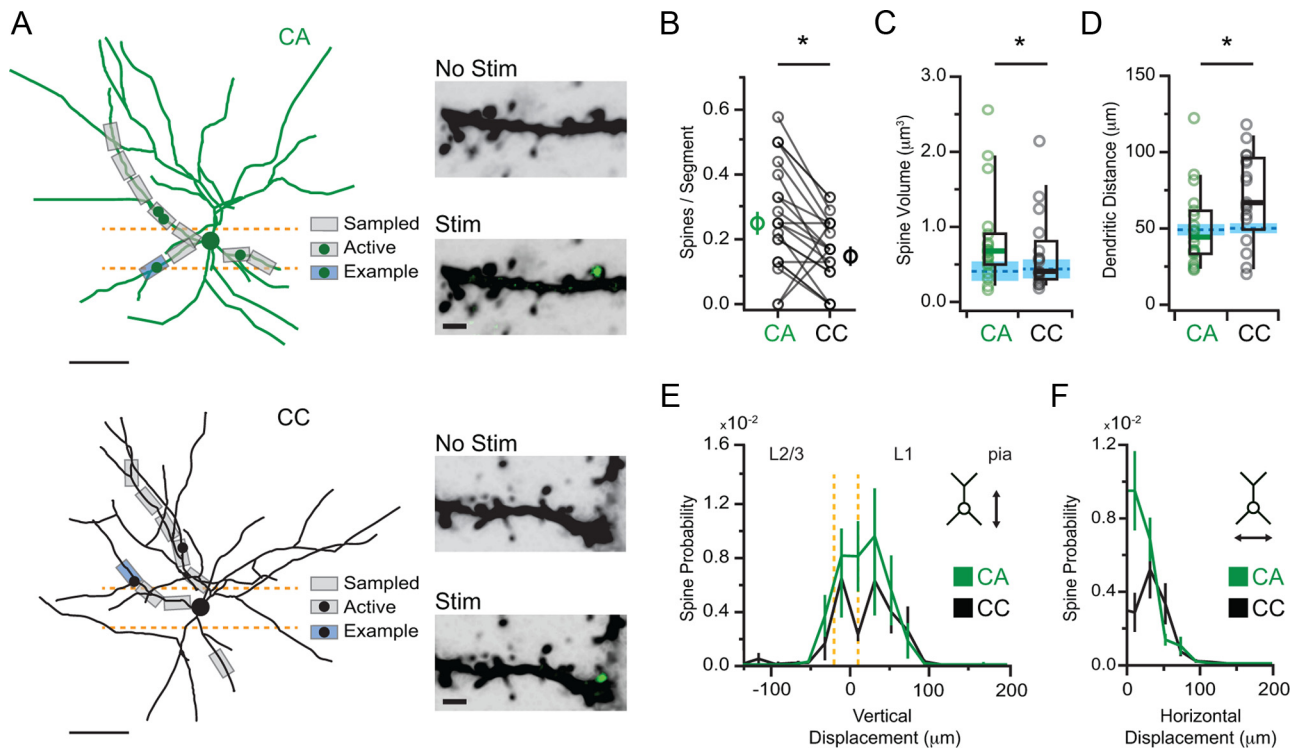 A
CA
Sampled
Active
Example
No Stim
Stim
CC
Sampled
Active
Example
No Stim
Stim
B
*
Spines / Segment
0.6
0.4
0.2
0.0
CA
CC
C
*
Spine Volume (μm³)
3.0
2.0
1.0
0.0
CA
CC
D
*
Dendritic Distance (μm)
150
100
50
0
CA
CC
E
x10⁻²
Spine Probability
1.6
1.2
0.8
0.4
0.0
L2/3
L1
pia
CA
CC
-100
0
100
200
Vertical
Displacement (μm)
F
x10⁻²
Spine Probability
1.2
0.8
0.4
0.0
CA
CC
0
50
100
200
Horizontal
Displacement (μm)